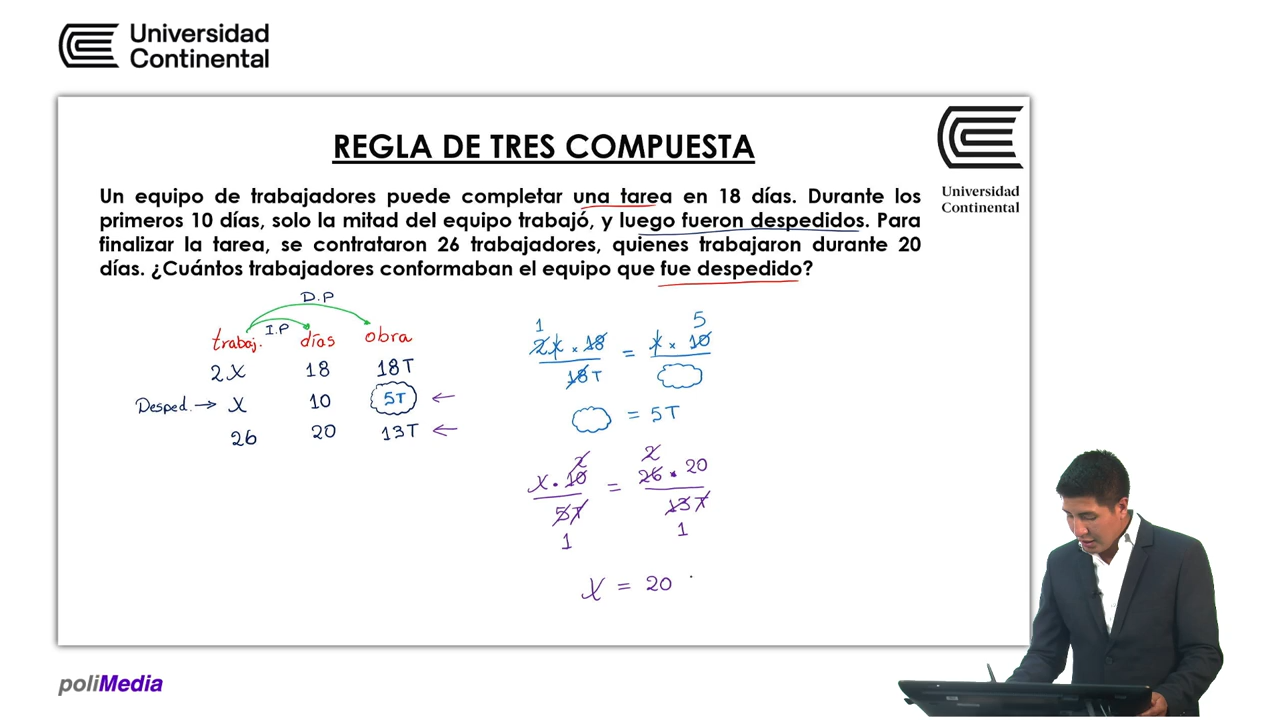 Universidad
Continental
REGLA DE TRES COMPUESTA
Universidad
Continental
Un equipo de trabajadores puede completar una tarea en 18 días. Durante los
primeros 10 días, solo la mitad del equipo trabajó, y luego fueron despedidos. Para
finalizar la tarea, se contrataron 26 trabajadores, quienes trabajaron durante 20
días. ¿Cuántos trabajadores conformaban el equipo que fue despedido?
D.P
I.P
trabaj. días obra
2X 18 18T
Desped. → X 10 5T ←
26 20 13T ←
1 5
2x × 18 = x × 10
18T
= 5T
2 2
x · 10 = 26 · 20
5T 13T
1 1
X = 20
poliMedia